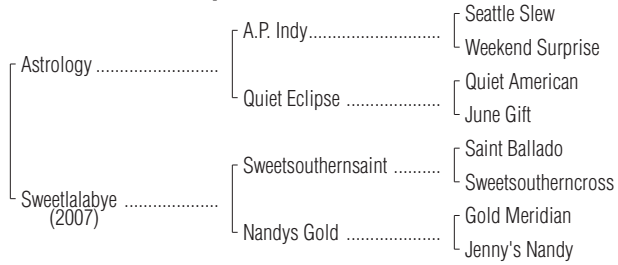 Seattle Slew
A.P. Indy..............................
Weekend Surprise
Astrology ............................
Quiet American
Quiet Eclipse .....................
June Gift
Saint Ballado
Sweetsouthernsaint ..........
Sweetsoutherncross
Sweetlalabye .....................
(2007)
Gold Meridian
Nandys Gold .....................
Jenny's Nandy